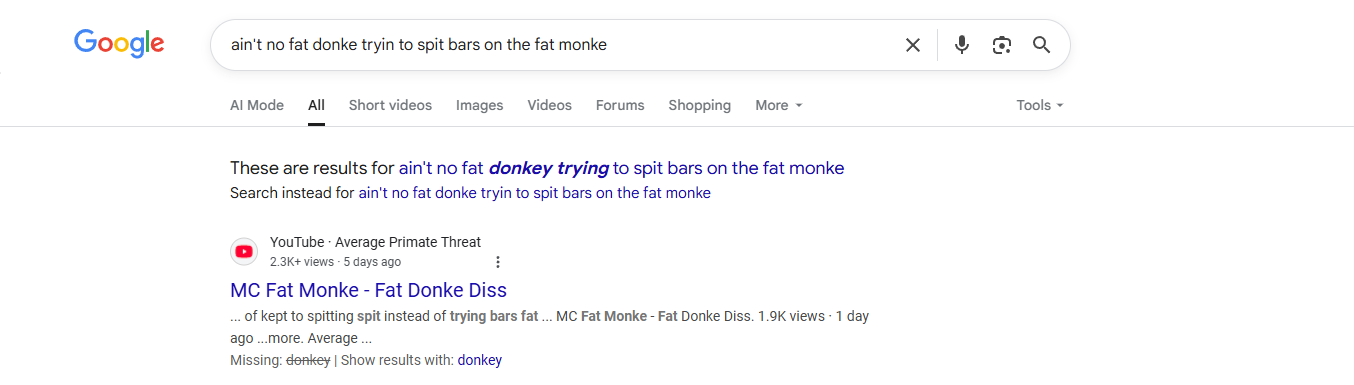 Google
ain't no fat donke tryin to spit bars on the fat monke
AI Mode All Short videos Images Videos Forums Shopping More Tools
These are results for ain't no fat donkey trying to spit bars on the fat monke
Search instead for ain't no fat donke tryin to spit bars on the fat monke
YouTube · Average Primate Threat
2.3K+ views · 5 days ago
MC Fat Monke - Fat Donke Diss
... of kept to spitting spit instead of trying bars fat ... MC Fat Monke - Fat Donke Diss. 1.9K views · 1 day
ago ...more. Average ...
Missing: donkey | Show results with: donkey